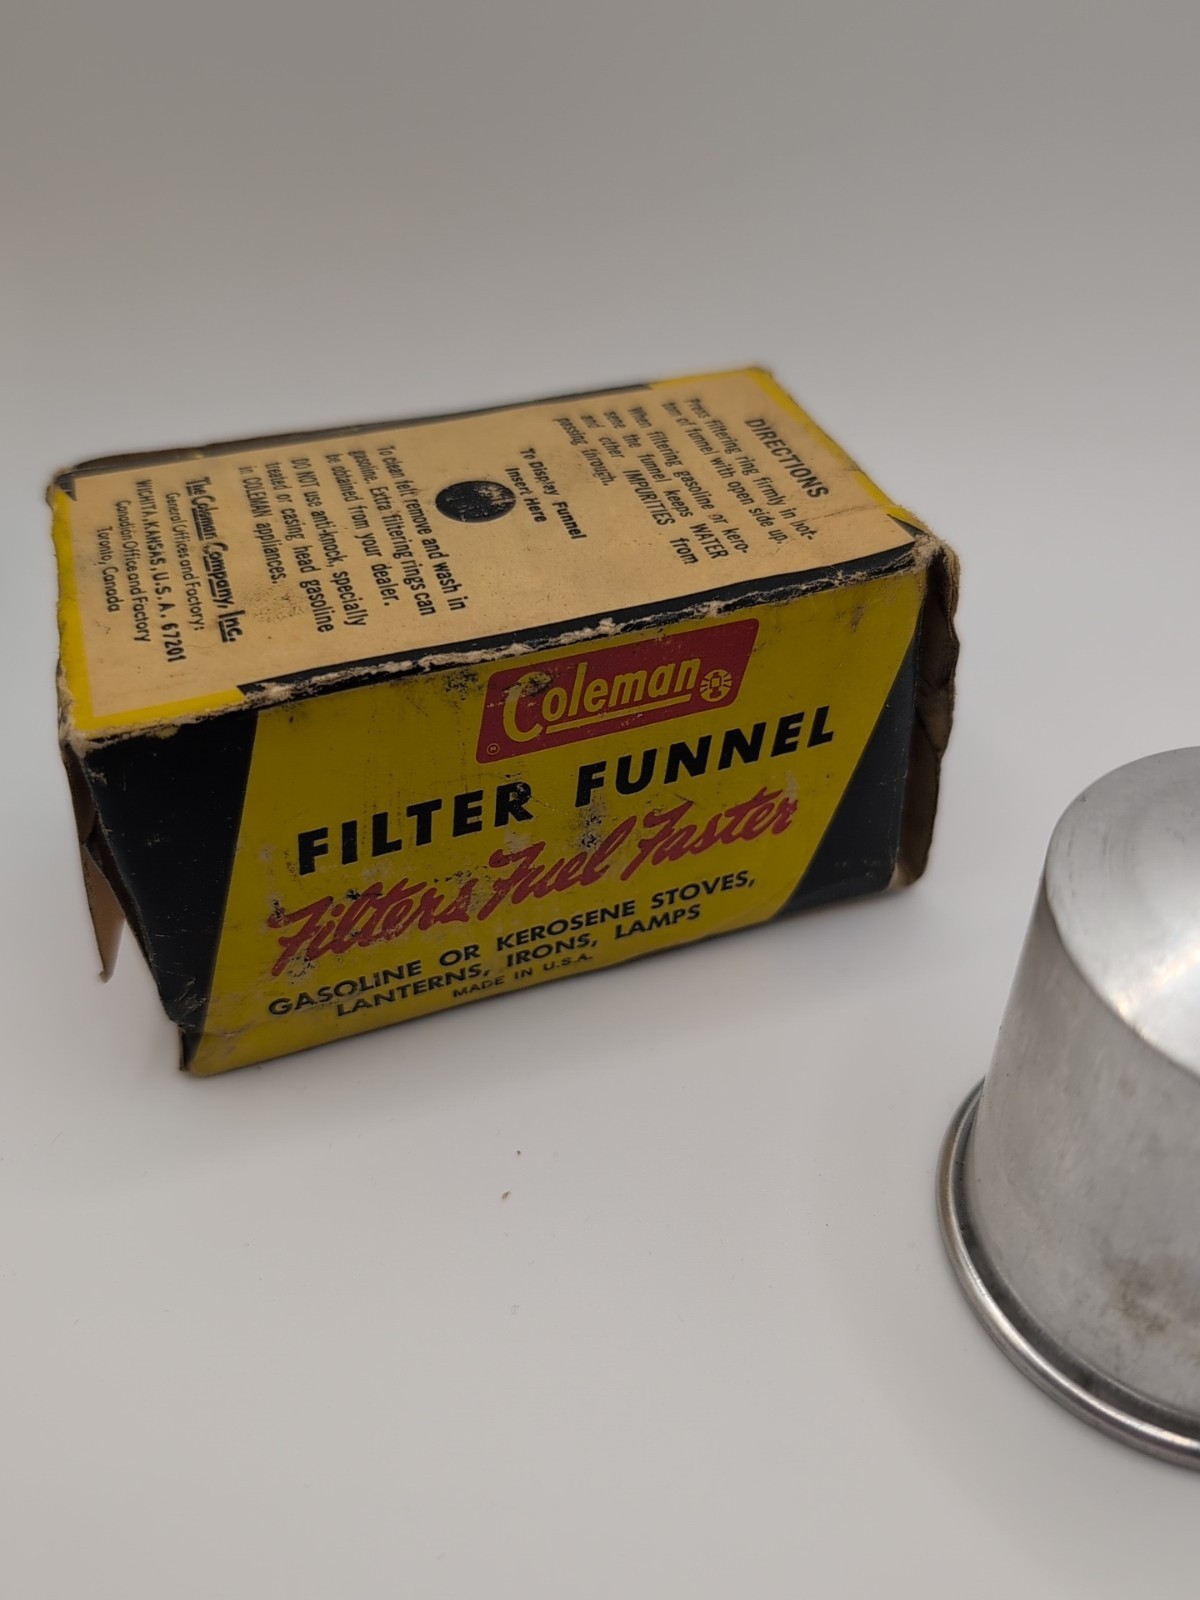 DIRECTIONS
Press filtering ring firmly in bot-
tom of funnel with open side up.
When filtering gasoline or kero-
sene the funnel keeps WATER
and other IMPURITIES from
passing through.
To Display Funnel
Insert Here
To clean felt remove and wash in
gasoline. Extra filtering rings can
be obtained from your dealer.
DO NOT use anti-knock, specially
treated or casing head gasoline
in COLEMAN appliances.
The Coleman Company, Inc.
General Offices and Factory:
WICHITA, KANSAS, U.S.A. 67201
Canadian Office and Factory
Toronto, Canada
Coleman
FILTER FUNNEL
Filters Fuel Faster
GASOLINE OR KEROSENE STOVES,
LANTERNS, IRONS, LAMPS
MADE IN U.S.A.